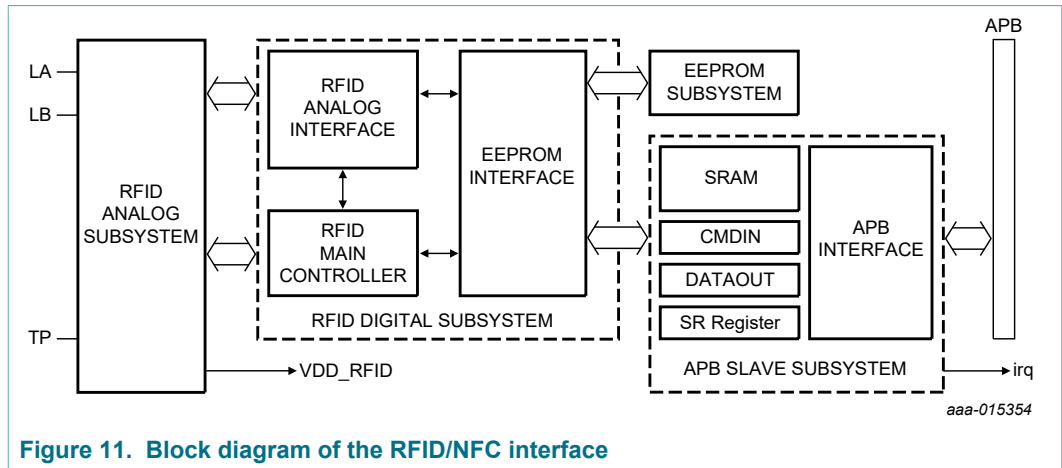 APB
LA
LB
TP
RFID
ANALOG
SUBSYSTEM
RFID
ANALOG
INTERFACE
RFID
MAIN
CONTROLLER
EEPROM
INTERFACE
RFID DIGITAL SUBSYSTEM
VDD_RFID
EEPROM
SUBSYSTEM
SRAM
CMDIN
DATAOUT
SR Register
APB
INTERFACE
APB SLAVE SUBSYSTEM
irq
aaa-015354
Figure 11. Block diagram of the RFID/NFC interface